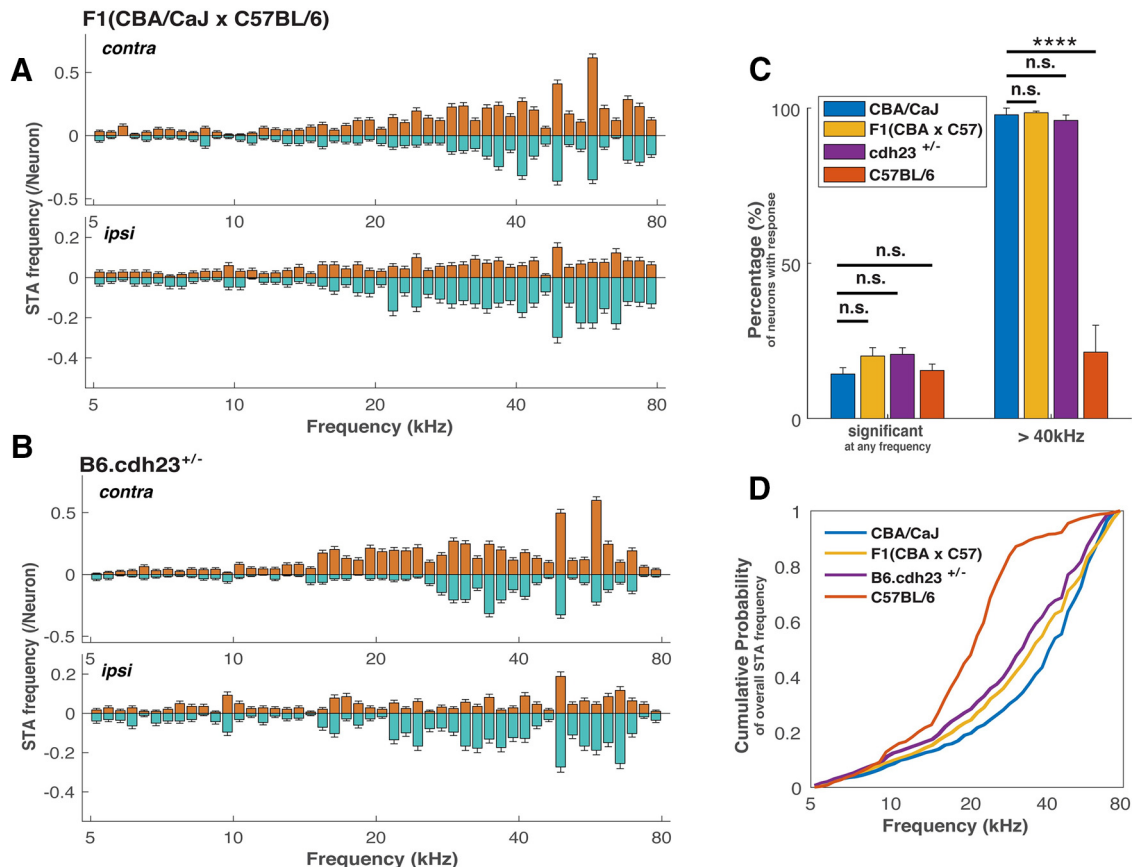 F1(CBA/CaJ x C57BL/6)
A
contra
0.5
0
-0.5
5 10 20 40 80
ipsi
0.2
0
-0.2
-0.4
5 10 20 40 80
STA frequency (/Neuron)
Frequency (kHz)
B
B6.cdh23+/-
contra
0.5
0
-0.5
5 10 20 40 80
ipsi
0.2
0
-0.2
-0.4
5 10 20 40 80
STA frequency (/Neuron)
Frequency (kHz)
C
****
n.s.
n.s.
CBA/CaJ
F1(CBA x C57)
cdh23 +/-
C57BL/6
n.s.
n.s.
n.s.
100
50
0
Percentage (%)
of neurons with response
significant
at any frequency
> 40kHz
D
CBA/CaJ
F1(CBA x C57)
B6.cdh23 +/-
C57BL/6
1
0.8
0.6
0.4
0.2
0
Cumulative Probability
of overall STA frequency
5 10 20 40 80
Frequency (kHz)